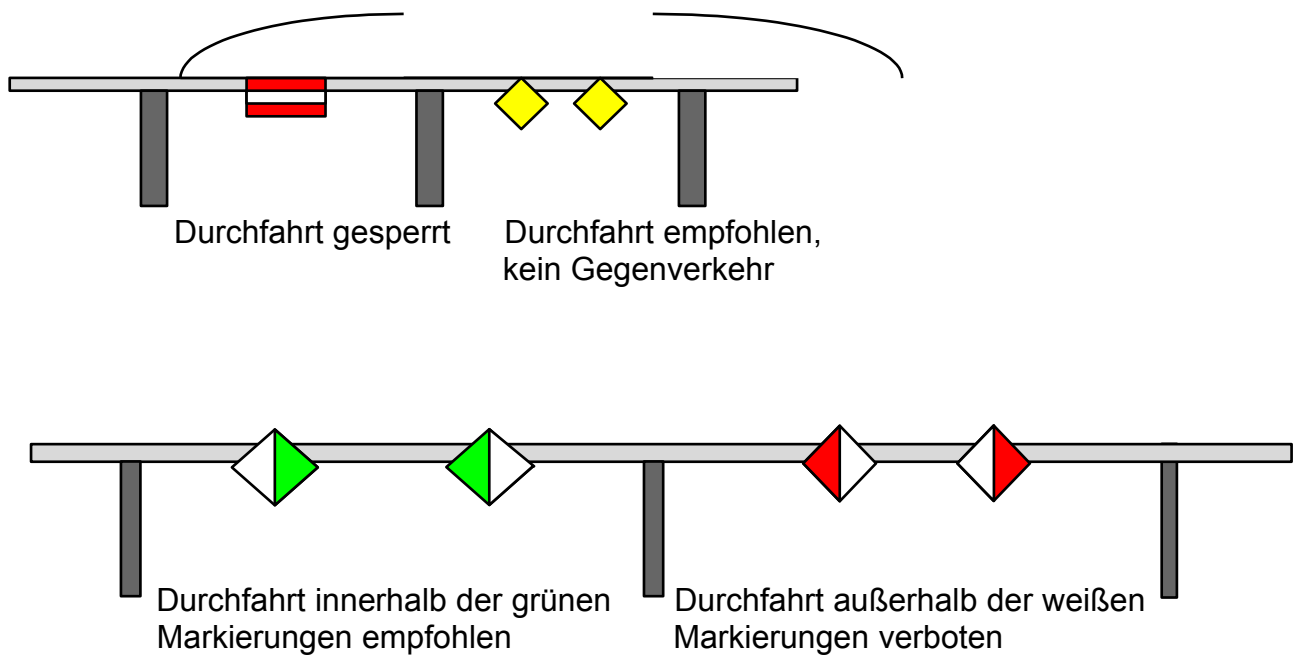 Durchfahrt gesperrt
Durchfahrt empfohlen,
kein Gegenverkehr
Durchfahrt innerhalb der grünen
Markierungen empfohlen
Durchfahrt außerhalb der weißen
Markierungen verboten